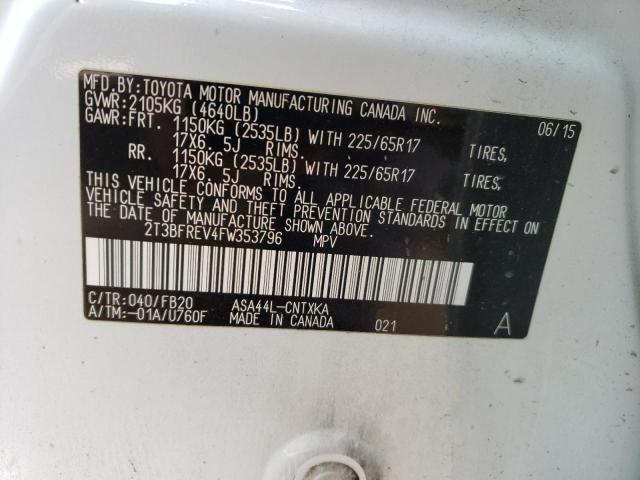 MFD. BY: TOYOTA MOTOR MANUFACTURING CANADA INC.
GVWR: 2105KG (4640LB) 06/15
GAWR: FRT. 1150KG (2535LB) WITH 225/65R17 TIRES,
17X6. 5J RIMS.
RR. 1150KG (2535LB) WITH 225/65R17 TIRES,
17X6. 5J RIMS.
THIS VEHICLE CONFORMS TO ALL APPLICABLE FEDERAL MOTOR
VEHICLE SAFETY AND THEFT PREVENTION STANDARDS IN EFFECT ON
THE DATE OF MANUFACTURE SHOWN ABOVE.
2T3BFREV4FW353796 MPV
C/TR: 040/FB20 ASA44L-CNTXKA
A/TM: -01A/U760F MADE IN CANADA 021 A